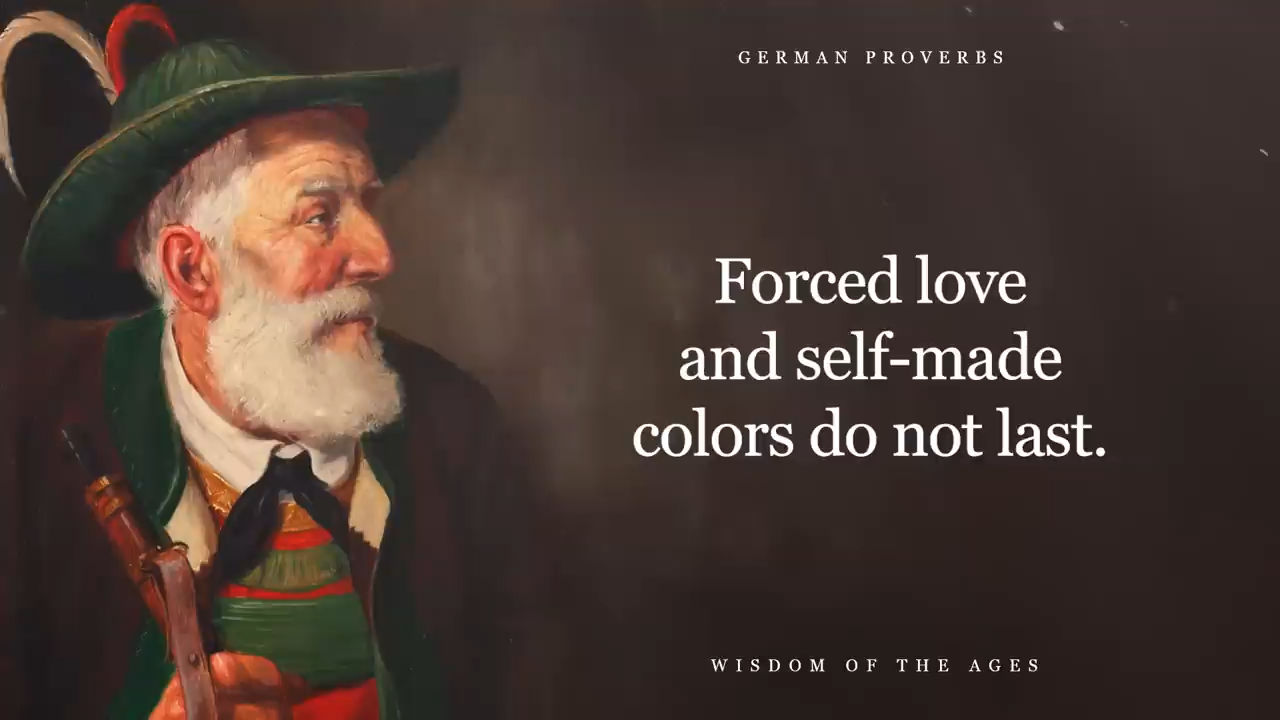 GERMAN PROVERBS
Forced love
and self-made
colors do not last.
WISDOM OF THE AGES